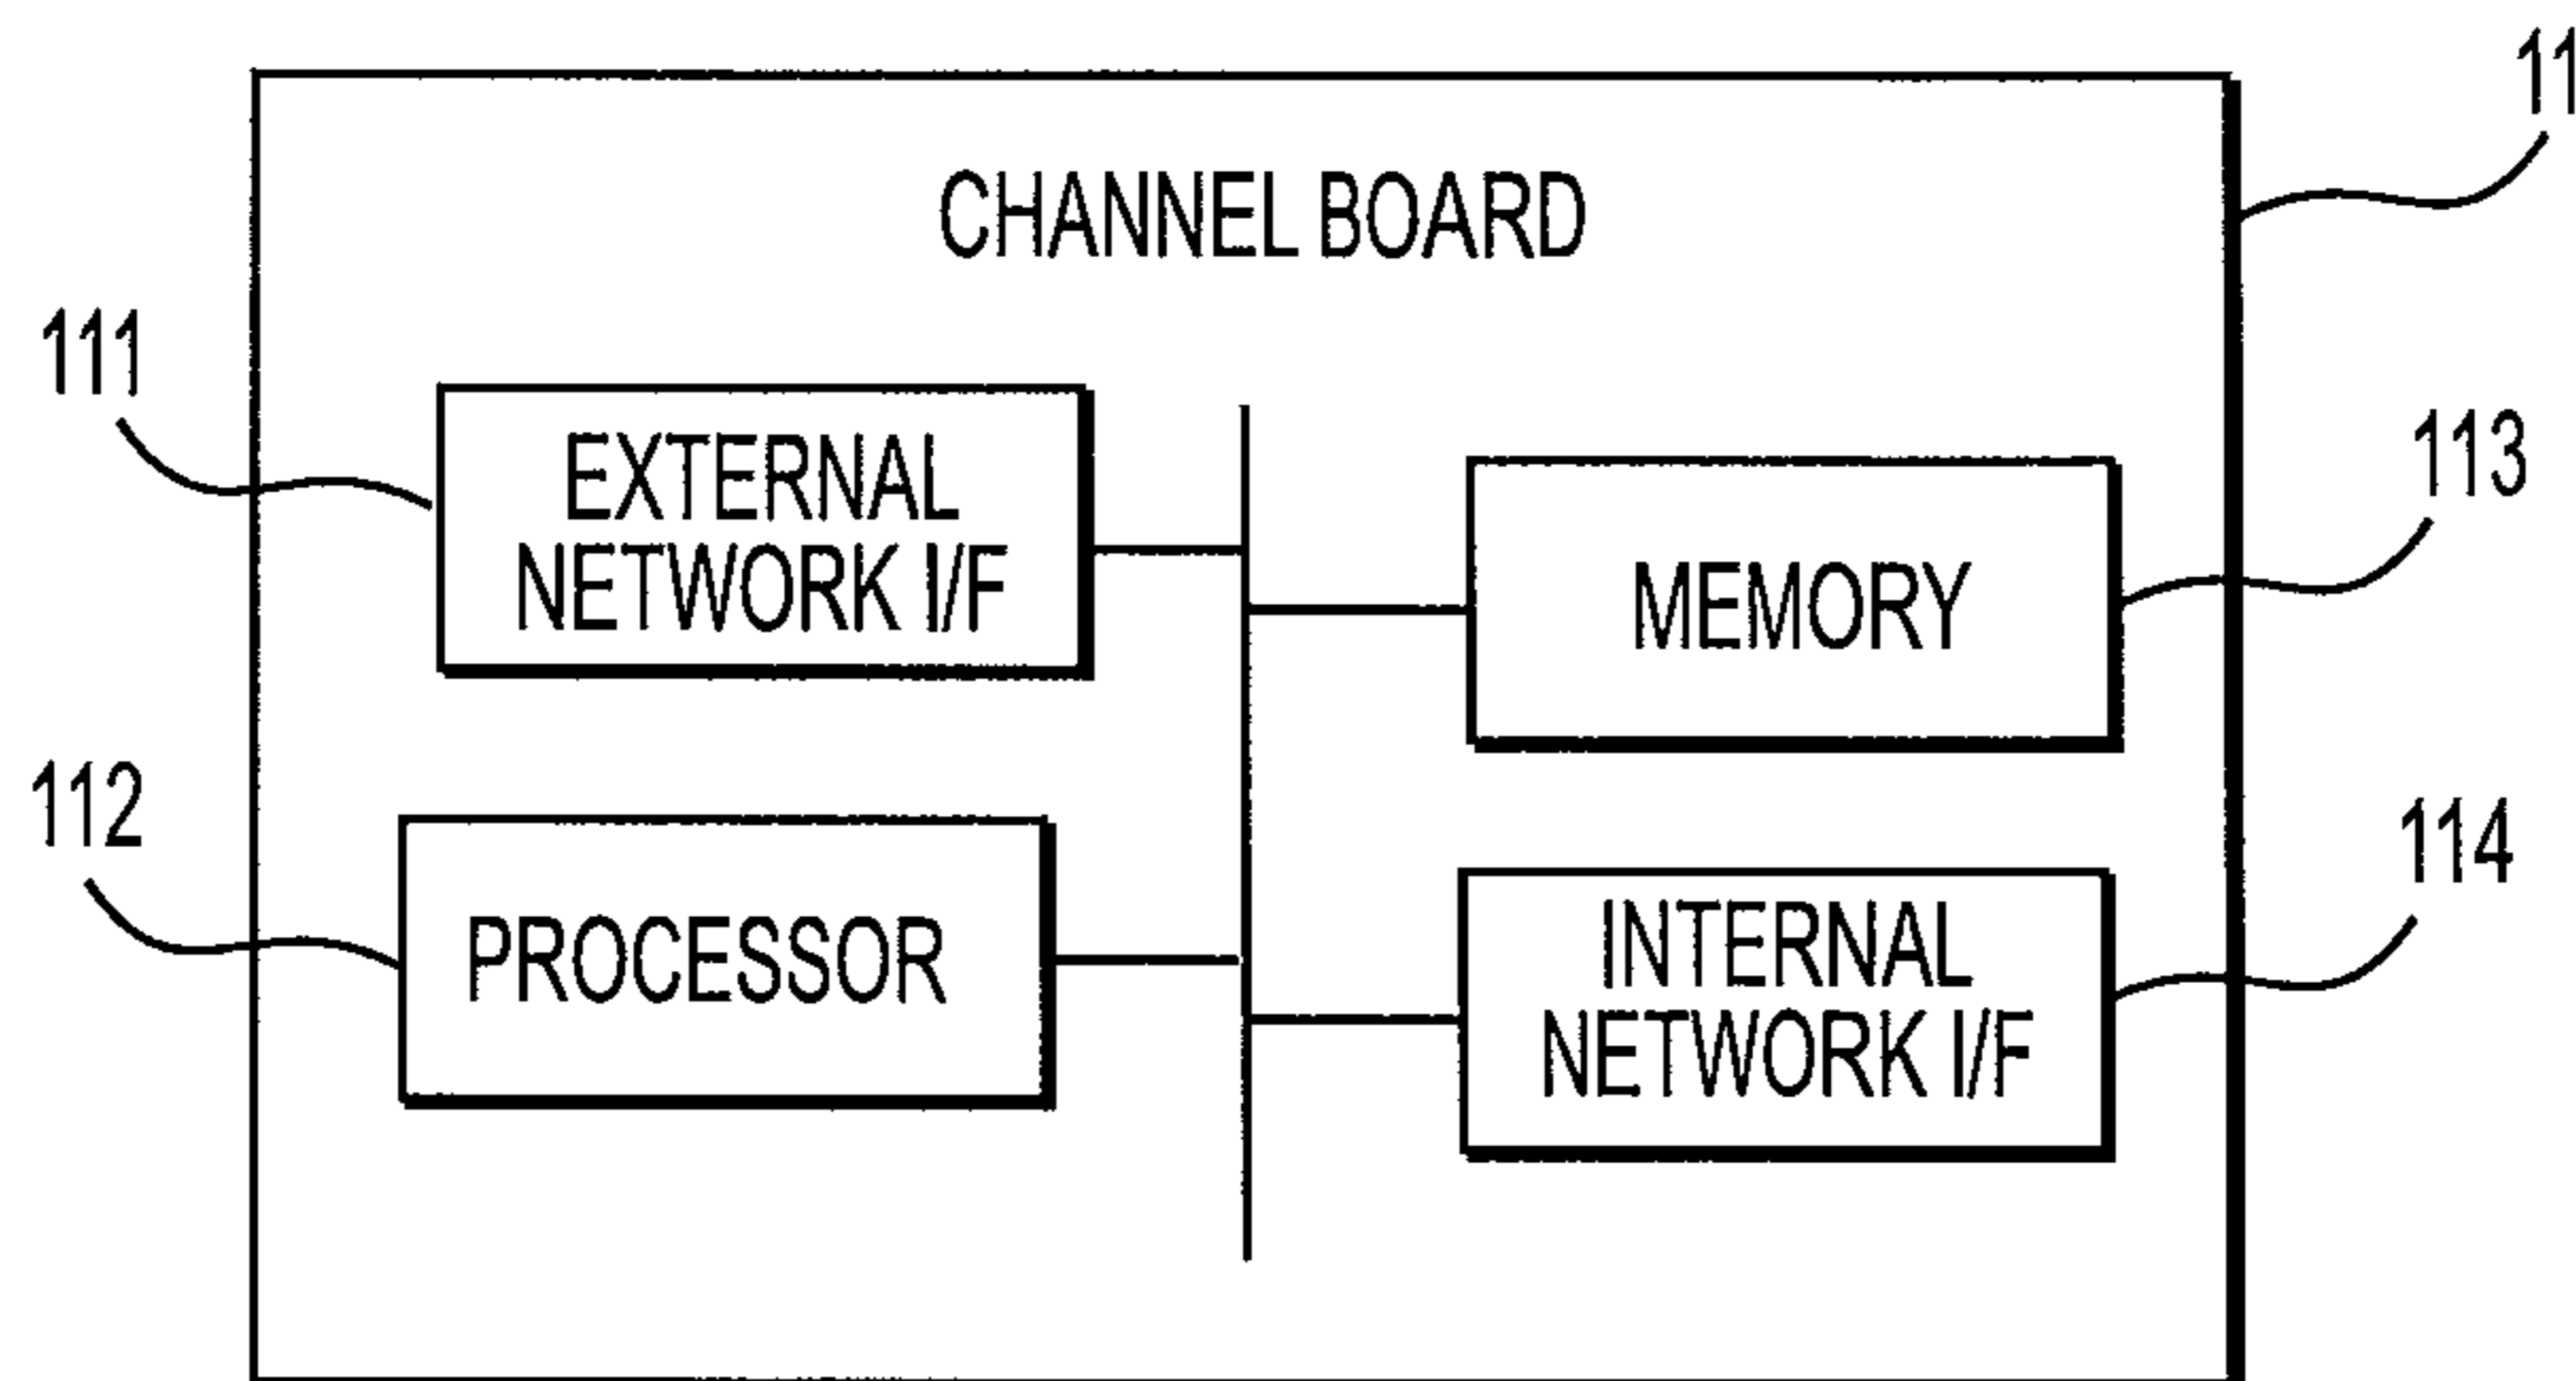 11
CHANNEL BOARD
111
EXTERNAL
NETWORK I/F
113
MEMORY
112
PROCESSOR
114
INTERNAL
NETWORK I/F